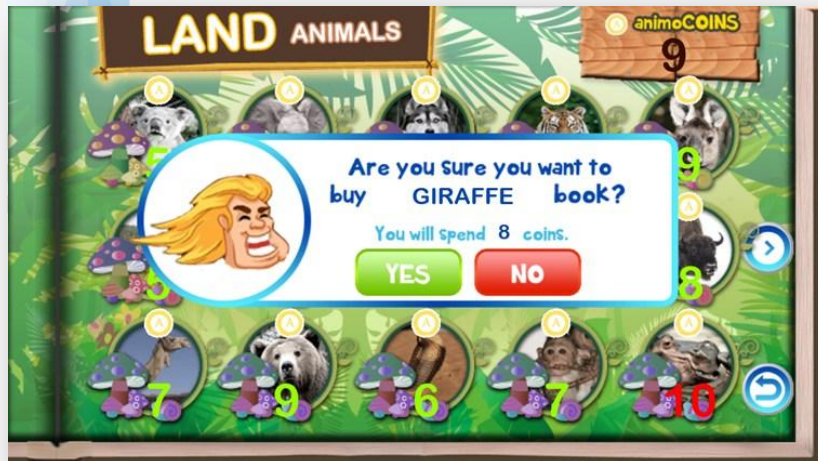 LAND ANIMALS
animoCOINS
9
9
Are you sure you want to
buy GIRAFFE book?
You will spend 8 coins.
YES NO
8
7 9 6 7 10